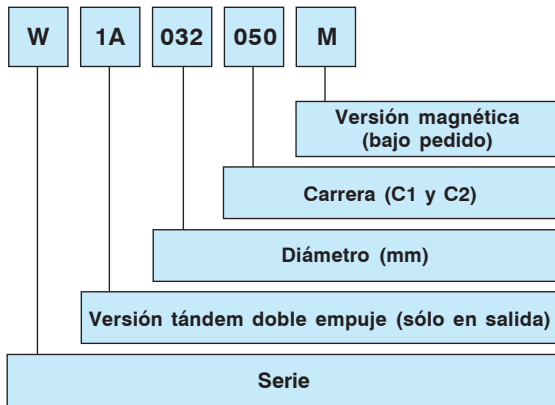 W 1A 032 050 M
Versión magnética
(bajo pedido)
Carrera (C1 y C2)
Diámetro (mm)
Versión tándem doble empuje (sólo en salida)
Serie